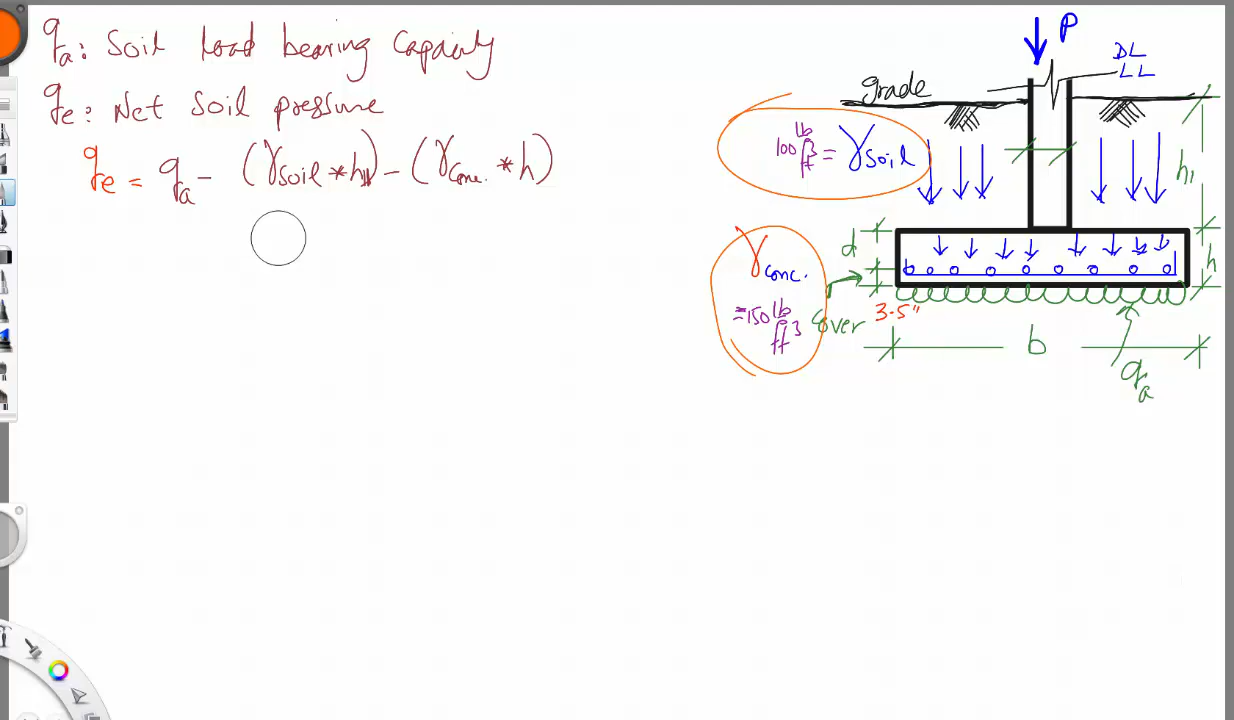 qa: Soil Load bearing Capacity
qe: Net Soil pressure
qe = qa - (γsoil * h1) - (γconc. * h)
P
DL
LL
grade
100 lb/ft3 = γsoil
h1
d
h
γconc.
= 150 lb/ft3
Cover
3.5"
b
qa